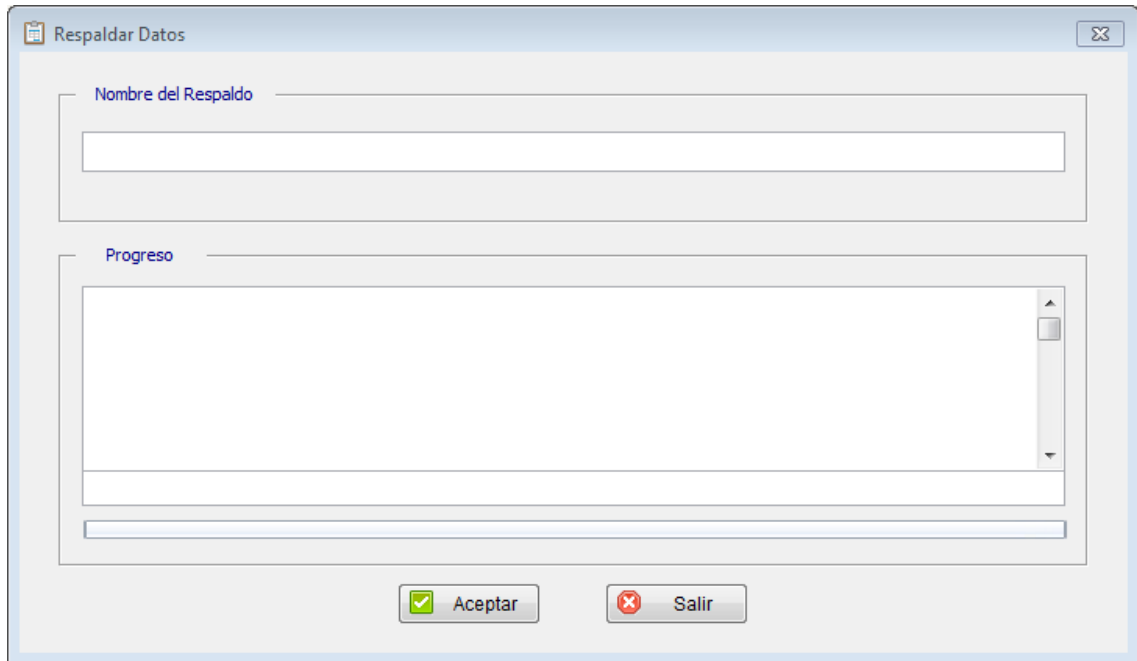 Respaldar Datos
Nombre del Respaldo
Progreso
Aceptar
Salir